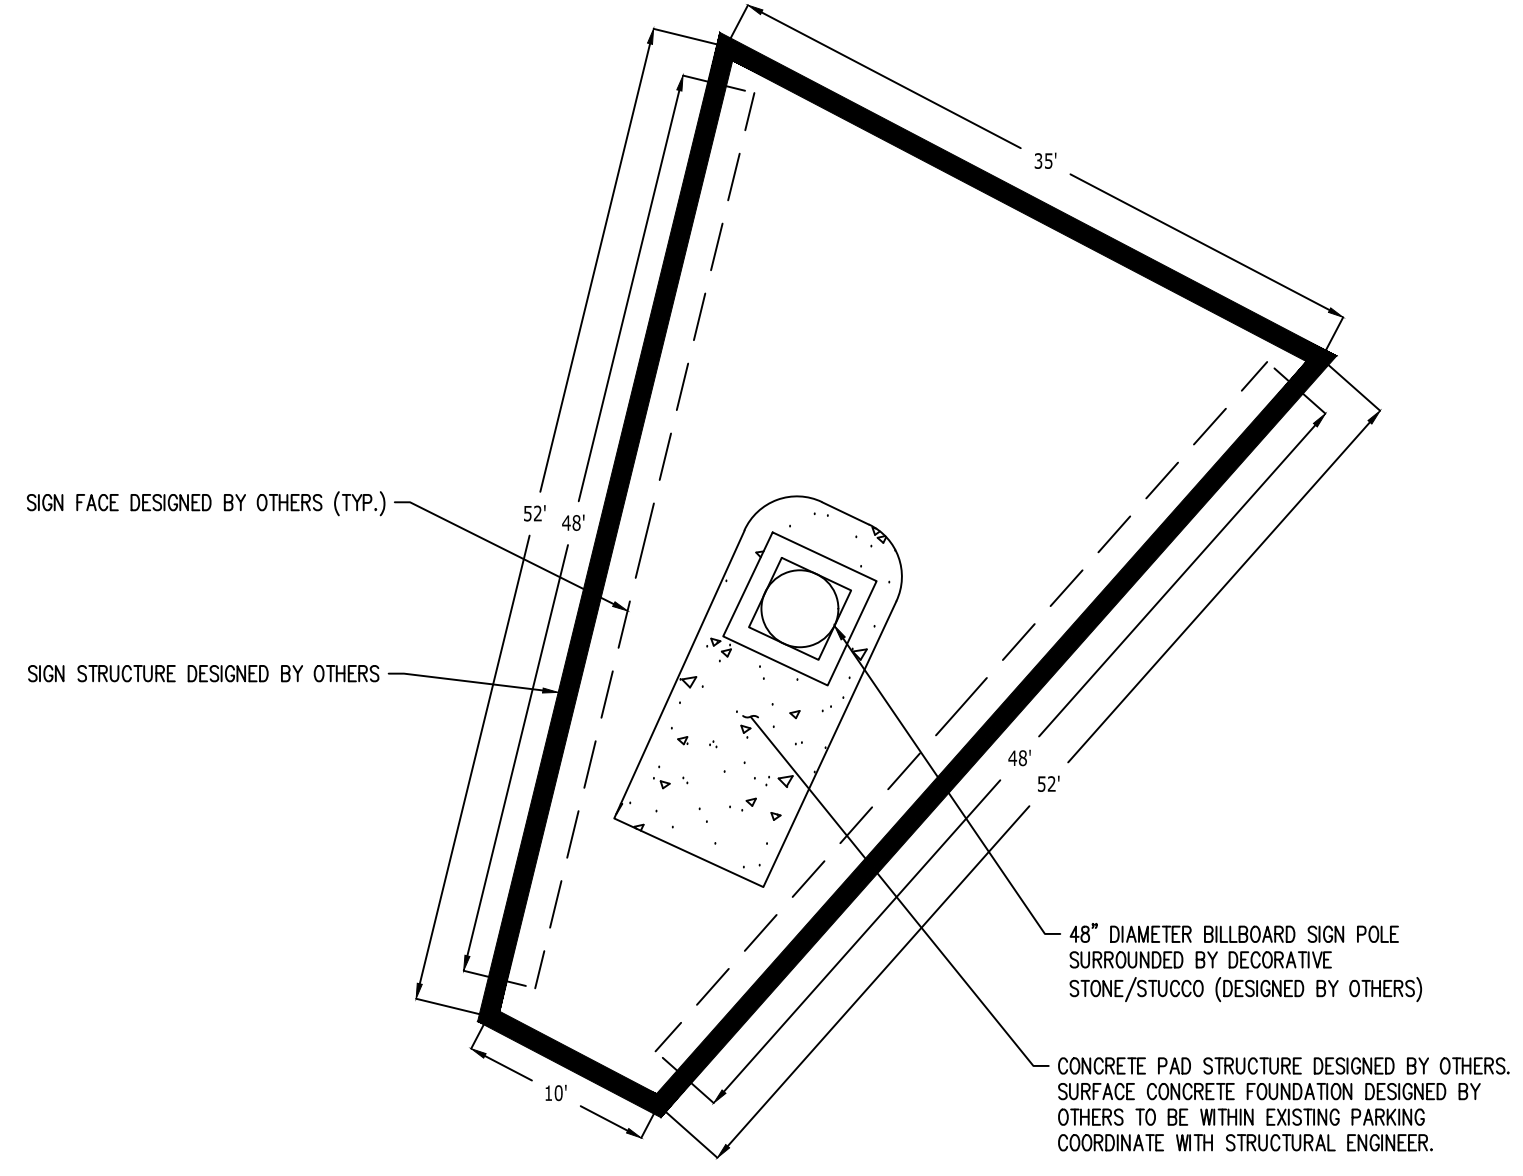 35'
SIGN FACE DESIGNED BY OTHERS (TYP.)
52'
48'
SIGN STRUCTURE DESIGNED BY OTHERS
48'
52'
48" DIAMETER BILLBOARD SIGN POLE
SURROUNDED BY DECORATIVE
STONE/STUCCO (DESIGNED BY OTHERS)
10'
CONCRETE PAD STRUCTURE DESIGNED BY OTHERS.
SURFACE CONCRETE FOUNDATION DESIGNED BY
OTHERS TO BE WITHIN EXISTING PARKING
COORDINATE WITH STRUCTURAL ENGINEER.